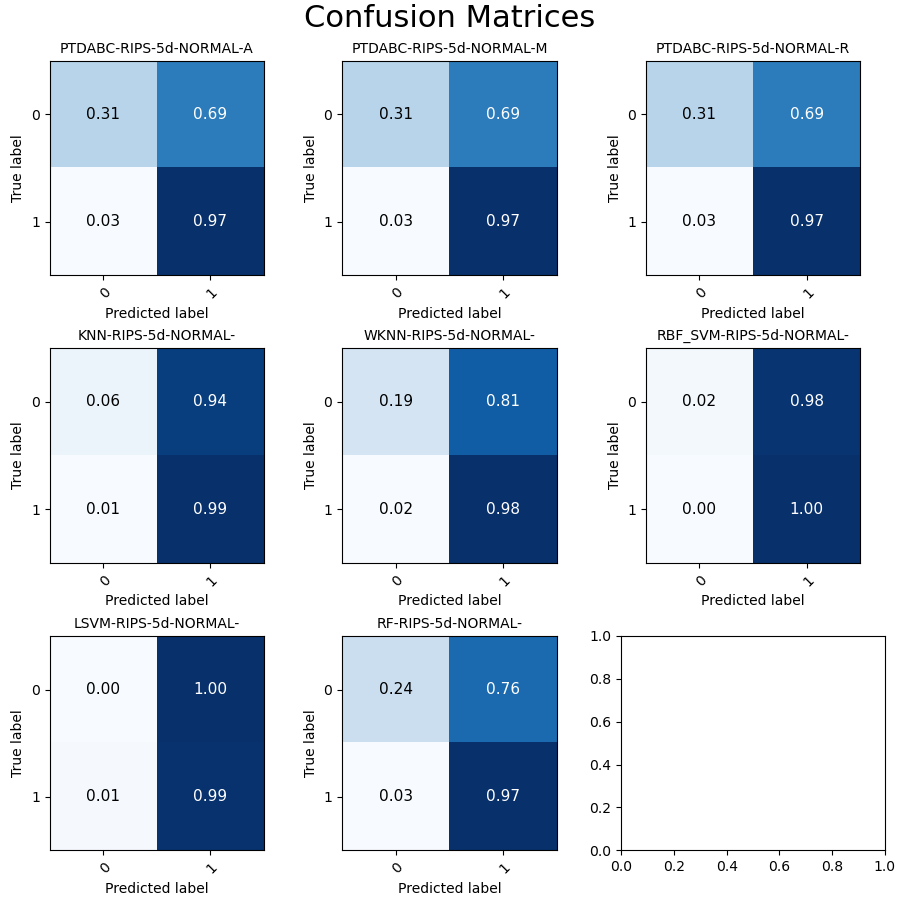 Confusion Matrices
PTDABC-RIPS-5d-NORMAL-A
0
0.31
0.69
True label
1
0.03
0.97
0
1
Predicted label
PTDABC-RIPS-5d-NORMAL-M
0
0.31
0.69
True label
1
0.03
0.97
0
1
Predicted label
PTDABC-RIPS-5d-NORMAL-R
0
0.31
0.69
True label
1
0.03
0.97
0
1
Predicted label
KNN-RIPS-5d-NORMAL-
0
0.06
0.94
True label
1
0.01
0.99
0
1
Predicted label
WKNN-RIPS-5d-NORMAL-
0
0.19
0.81
True label
1
0.02
0.98
0
1
Predicted label
RBF_SVM-RIPS-5d-NORMAL-
0
0.02
0.98
True label
1
0.00
1.00
0
1
Predicted label
LSVM-RIPS-5d-NORMAL-
0
0.00
1.00
True label
1
0.01
0.99
0
1
Predicted label
RF-RIPS-5d-NORMAL-
0
0.24
0.76
True label
1
0.03
0.97
0
1
Predicted label
1.0
0.8
0.6
0.4
0.2
0.0
0.0 0.2 0.4 0.6 0.8 1.0